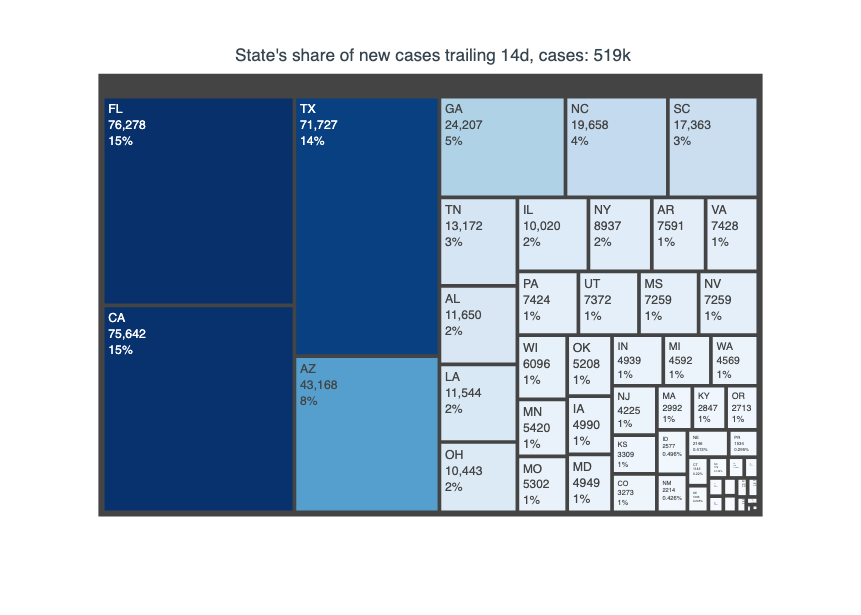 State's share of new cases trailing 14d, cases: 519k
FL
76,278
15%
CA
75,642
15%
TX
71,727
14%
AZ
43,168
8%
GA
24,207
5%
NC
19,658
4%
SC
17,363
3%
TN
13,172
3%
AL
11,650
2%
LA
11,544
2%
OH
10,443
2%
IL
10,020
2%
NY
8937
2%
AR
7591
1%
VA
7428
1%
PA
7424
1%
UT
7372
1%
MS
7259
1%
NV
7259
1%
WI
6096
1%
MN
5420
1%
MO
5302
1%
OK
5208
1%
IA
4990
1%
MD
4949
1%
IN
4939
1%
MI
4592
1%
WA
4569
1%
NJ
4225
1%
KS
3309
1%
CO
3273
1%
MA
2992
1%
KY
2847
1%
OR
2713
1%
ID
2577
0.496%
NM
2214
0.426%
NE
PR
CT